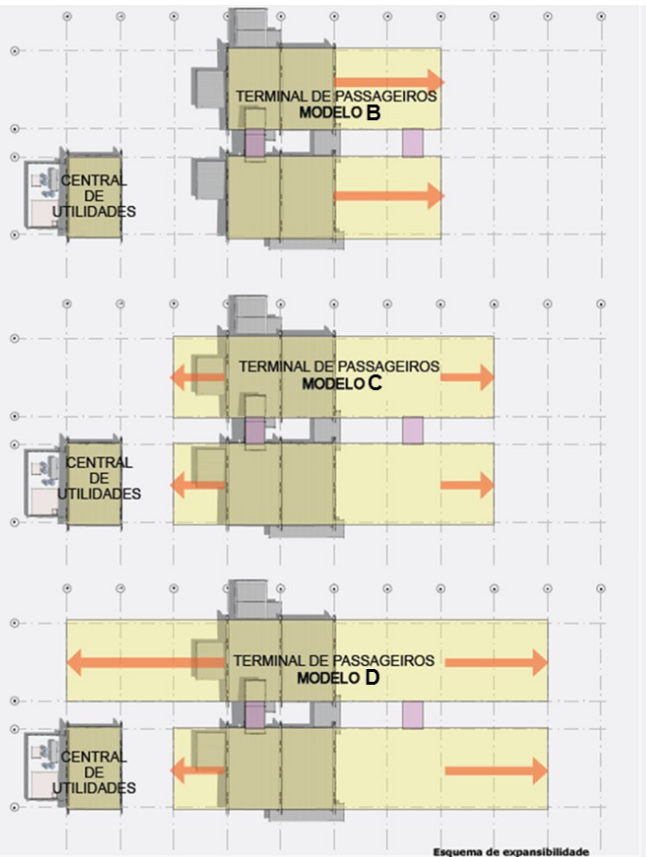 TERMINAL DE PASSAGEIROS
MODELO B
CENTRAL
DE
UTILIDADES
TERMINAL DE PASSAGEIROS
MODELO C
CENTRAL
DE
UTILIDADES
TERMINAL DE PASSAGEIROS
MODELO D
CENTRAL
DE
UTILIDADES
Esquema de expansibilidade